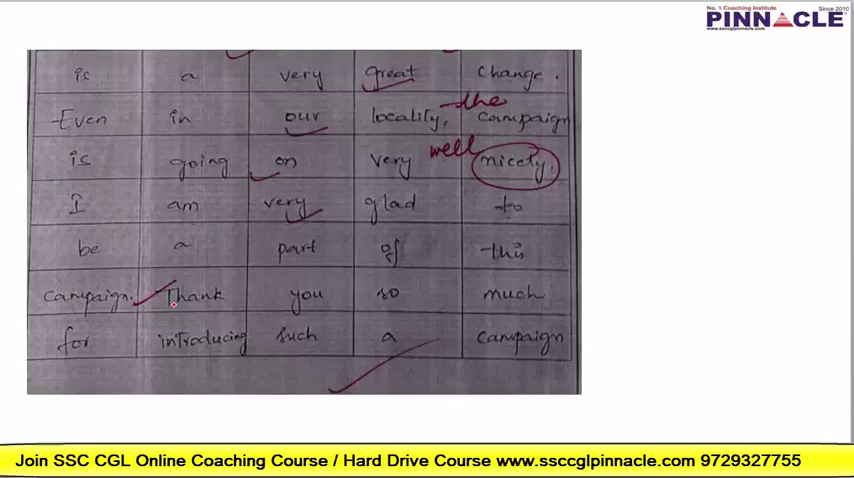 No. 1 Coaching Institute Since 2010
PINNACLE
is a very great change.
Even in our locality, the campaign
is going on very well nicely.
I am very glad to
be a part of this
campaign. Thank you so much
for introducing such a campaign
Join SSC CGL Online Coaching Course / Hard Drive Course www.ssccglpinnacle.com 9729327755